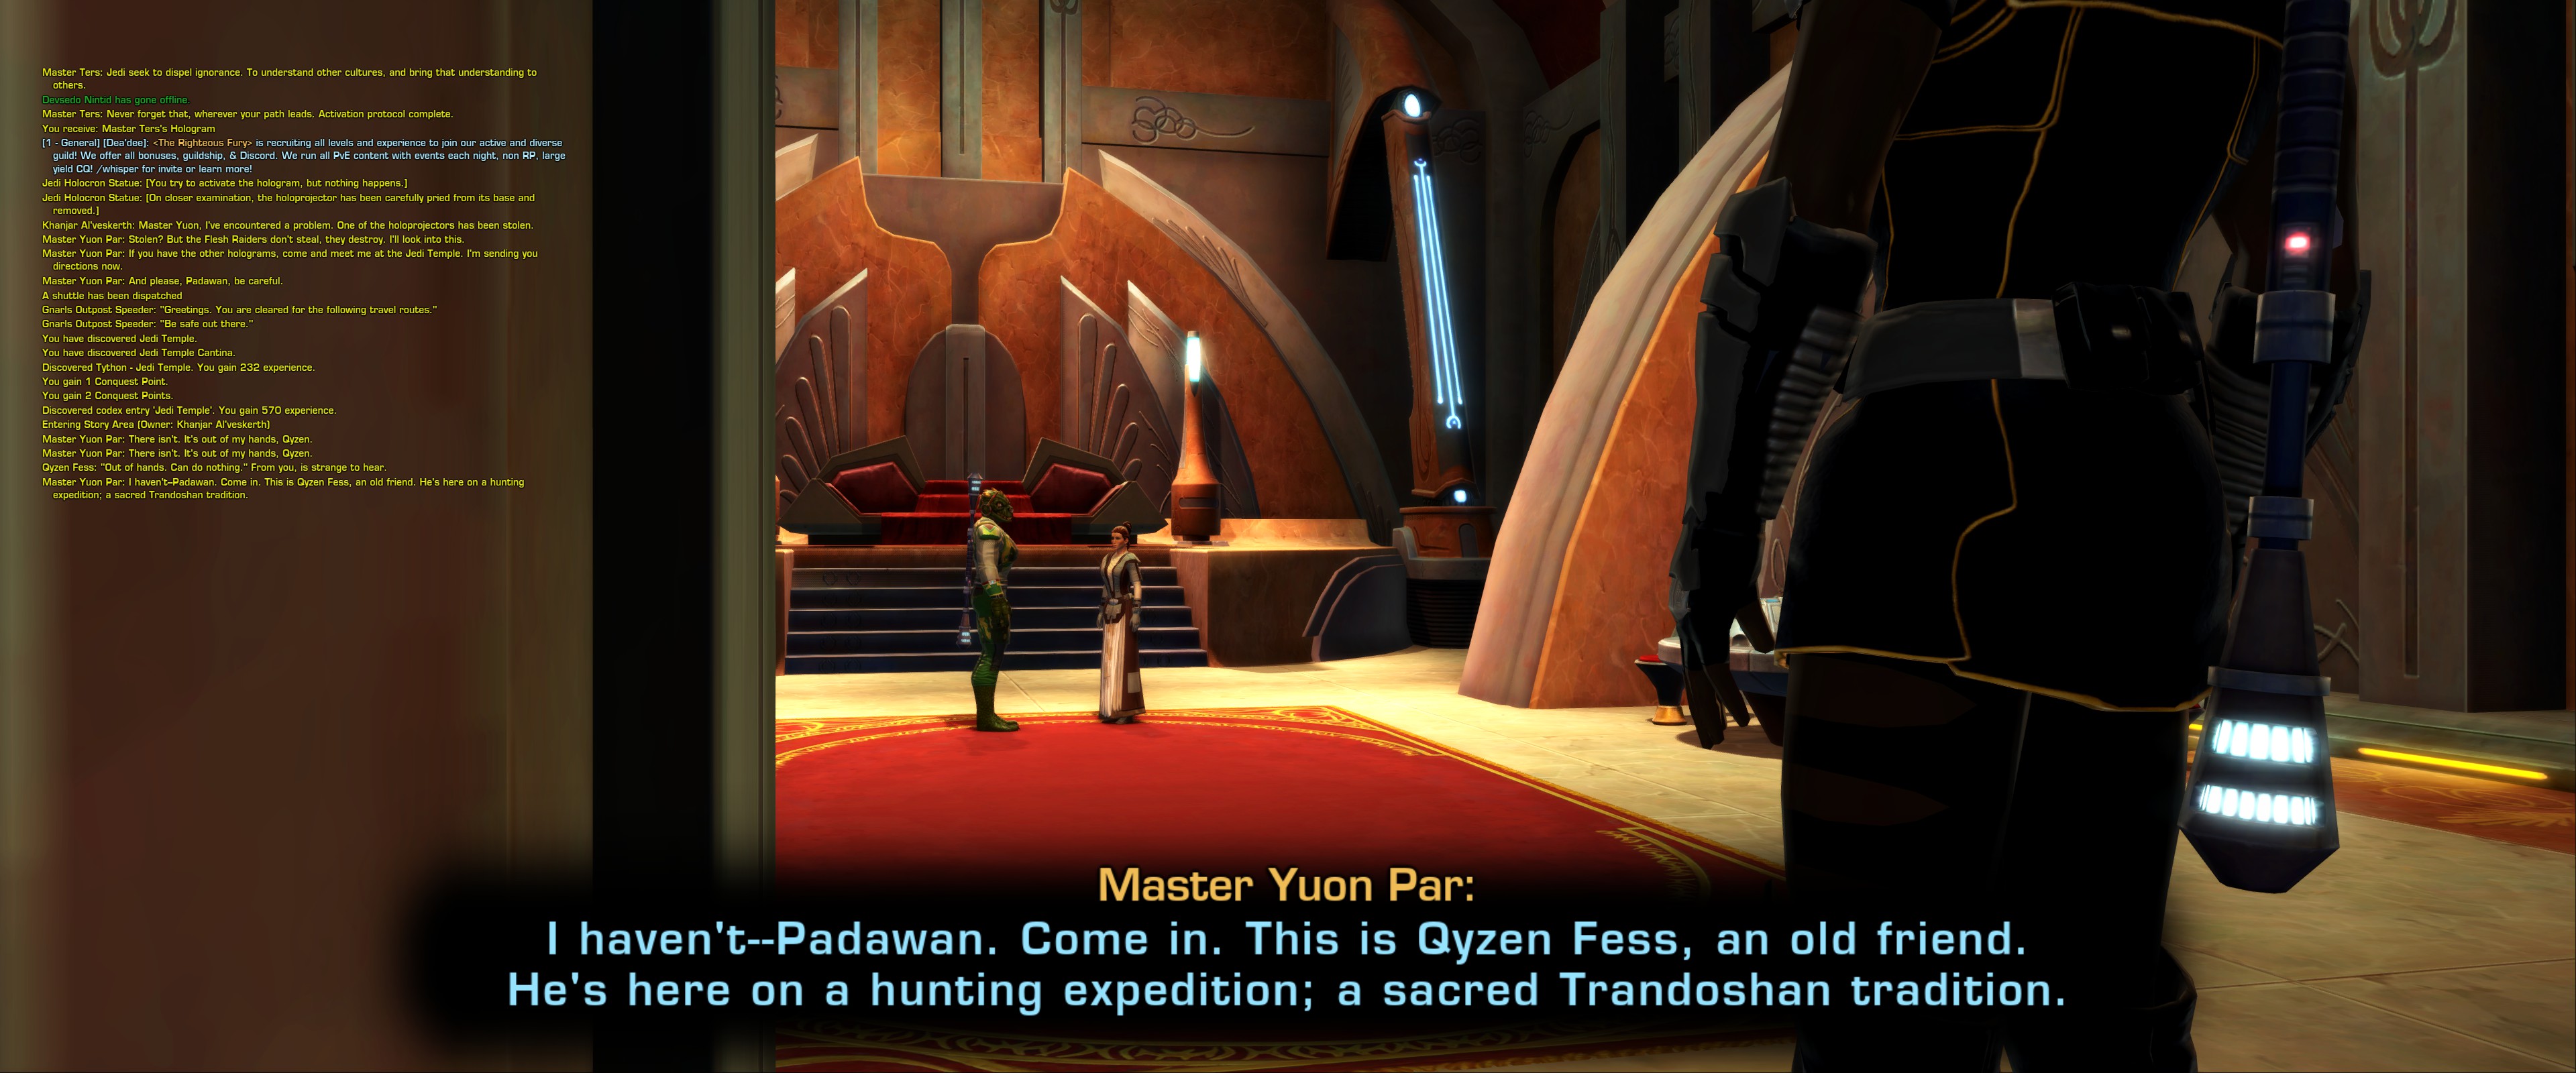 Master Ters: Jedi seek to dispel ignorance. To understand other cultures, and bring that understanding to
others.
Devsedo Nintid has gone offline.
Master Ters: Never forget that, wherever your path leads. Activation protocol complete.
You receive: Master Ters's Hologram
[1 - General] [Dea'dee]: <The Righteous Fury> is recruiting all levels and experience to join our active and diverse
guild! We offer all bonuses, guildship, & Discord. We run all PvE content with events each night, non RP, large
yield CQ! /whisper for invite or learn more!
Jedi Holocron Statue: [You try to activate the hologram, but nothing happens.]
Jedi Holocron Statue: [On closer examination, the holoprojector has been carefully pried from its base and
removed.]
Khanjar Al'veskerth: Master Yuon, I've encountered a problem. One of the holoprojectors has been stolen.
Master Yuon Par: Stolen? But the Flesh Raiders don't steal, they destroy. I'll look into this.
Master Yuon Par: If you have the other holograms, come and meet me at the Jedi Temple. I'm sending you
directions now.
Master Yuon Par: And please, Padawan, be careful.
A shuttle has been dispatched
Gnarls Outpost Speeder: "Greetings. You are cleared for the following travel routes."
Gnarls Outpost Speeder: "Be safe out there."
You have discovered Jedi Temple.
You have discovered Jedi Temple Cantina.
Discovered Tython - Jedi Temple. You gain 232 experience.
You gain 1 Conquest Point.
You gain 2 Conquest Points.
Discovered codex entry 'Jedi Temple'. You gain 570 experience.
Entering Story Area (Owner: Khanjar Al'veskerth)
Master Yuon Par: There isn't. It's out of my hands, Qyzen.
Master Yuon Par: There isn't. It's out of my hands, Qyzen.
Qyzen Fess: "Out of hands. Can do nothing." From you, is strange to hear.
Master Yuon Par: I haven't--Padawan. Come in. This is Qyzen Fess, an old friend. He's here on a hunting
expedition; a sacred Trandoshan tradition.
Master Yuon Par:
I haven't--Padawan. Come in. This is Qyzen Fess, an old friend.
He's here on a hunting expedition; a sacred Trandoshan tradition.